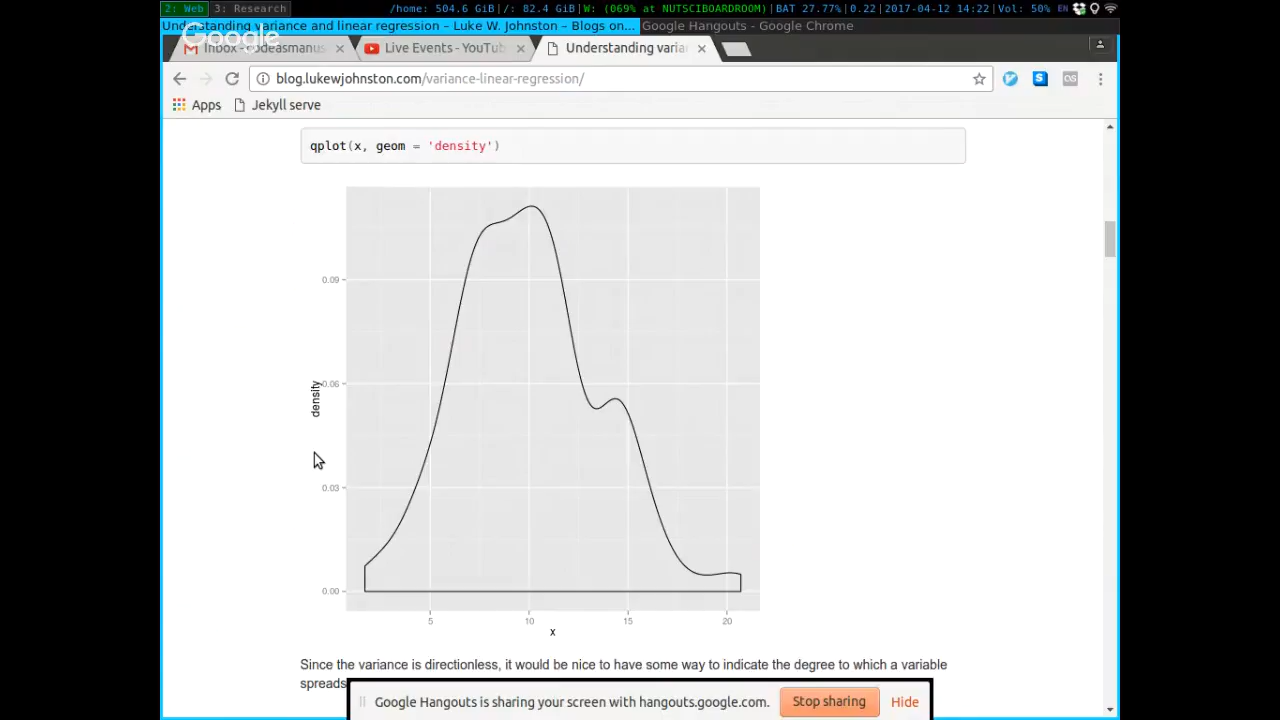 2: Web 3: Research /home: 504.6 GiB|/: 82.4 GiB|W: (069% at NUTSCIBOARDROOM)|BAT 27.77%|0.22|2017-04-12 14:22|Vol: 50% EN
Understanding variance and linear regression – Luke W. Johnston – Blogs on... Google Hangouts - Google Chrome
Google
Inbox - codeasmanus Live Events - YouTub Understanding varia
blog.lukewjohnston.com/variance-linear-regression/
Apps Jekyll serve
qplot(x, geom = 'density')
0.09
0.06
density
0.03
0.00
5 10 15 20
x
Since the variance is directionless, it would be nice to have some way to indicate the degree to which a variable
spreads
Google Hangouts is sharing your screen with hangouts.google.com. Stop sharing Hide